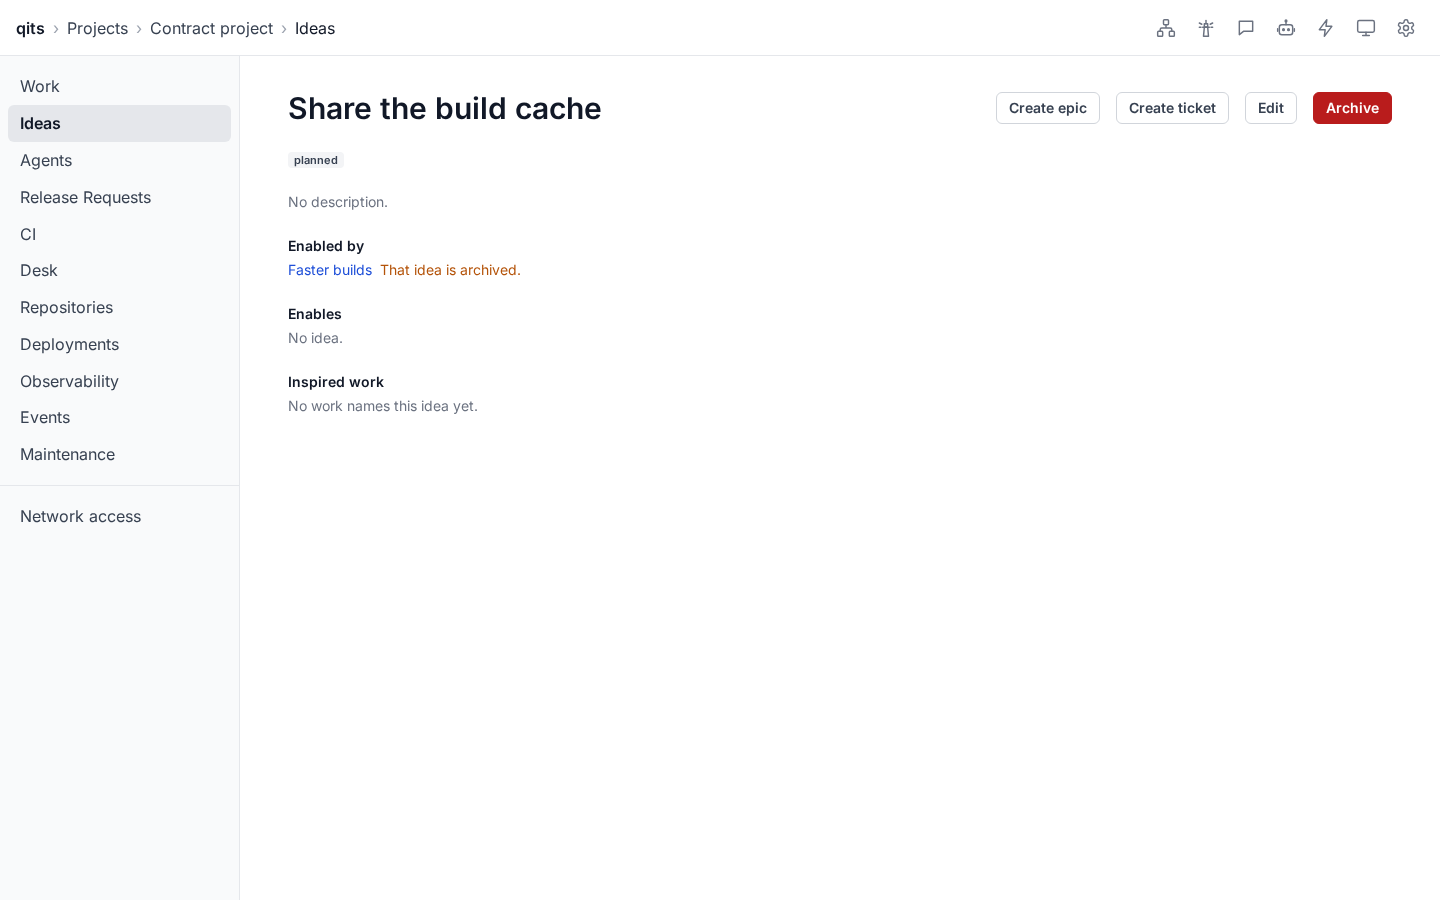 qits › Projects › Contract project › Ideas
Work
Ideas
Agents
Release Requests
CI
Desk
Repositories
Deployments
Observability
Events
Maintenance
Network access
Share the build cache
Create epic
Create ticket
Edit
Archive
planned
No description.
Enabled by
Faster builds That idea is archived.
Enables
No idea.
Inspired work
No work names this idea yet.